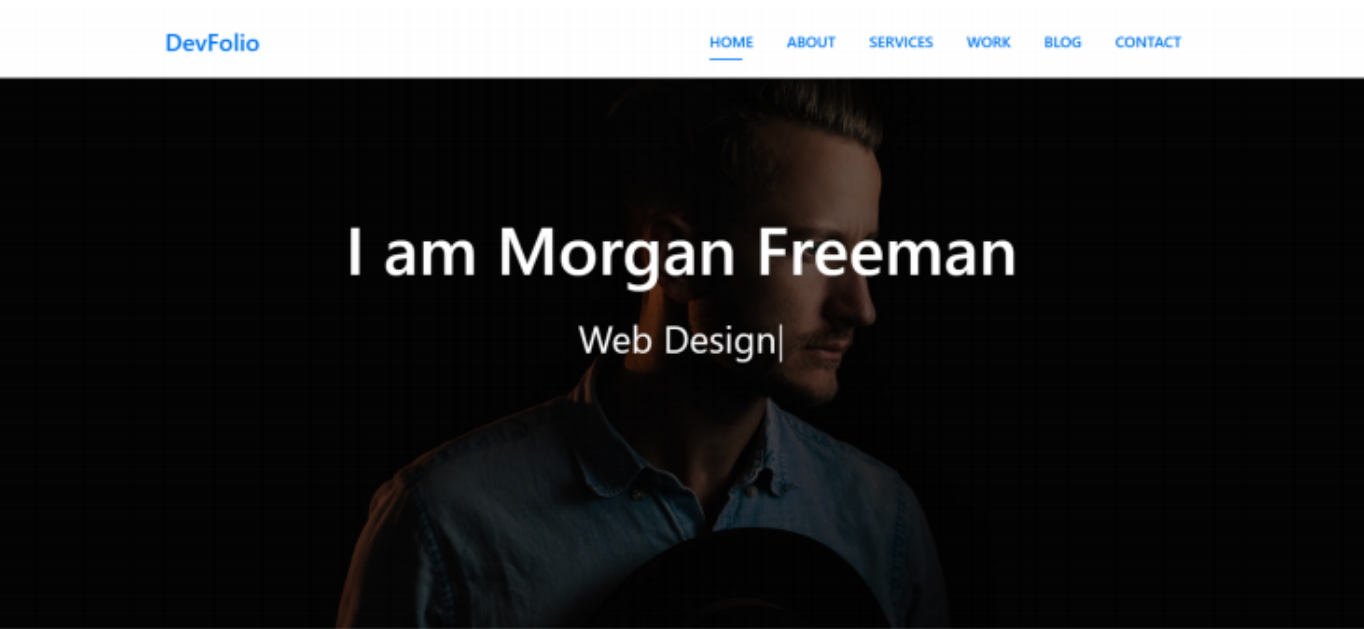 DevFolio
HOME ABOUT SERVICES WORK BLOG CONTACT
I am Morgan Freeman
Web Design